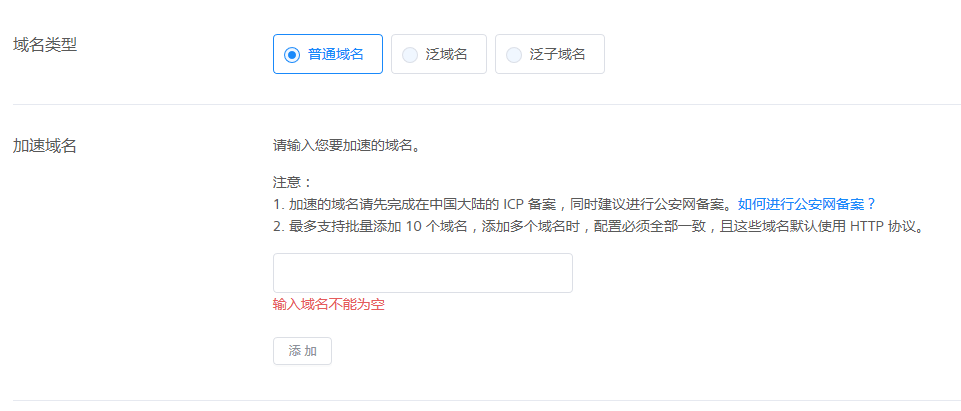 域名类型
普通域名
泛域名
泛子域名
加速域名
请输入您要加速的域名。
注意：
1. 加速的域名请先完成在中国大陆的 ICP 备案，同时建议进行公安网备案。如何进行公安网备案？
2. 最多支持批量添加 10 个域名，添加多个域名时，配置必须全部一致，且这些域名默认使用 HTTP 协议。
输入域名不能为空
添 加